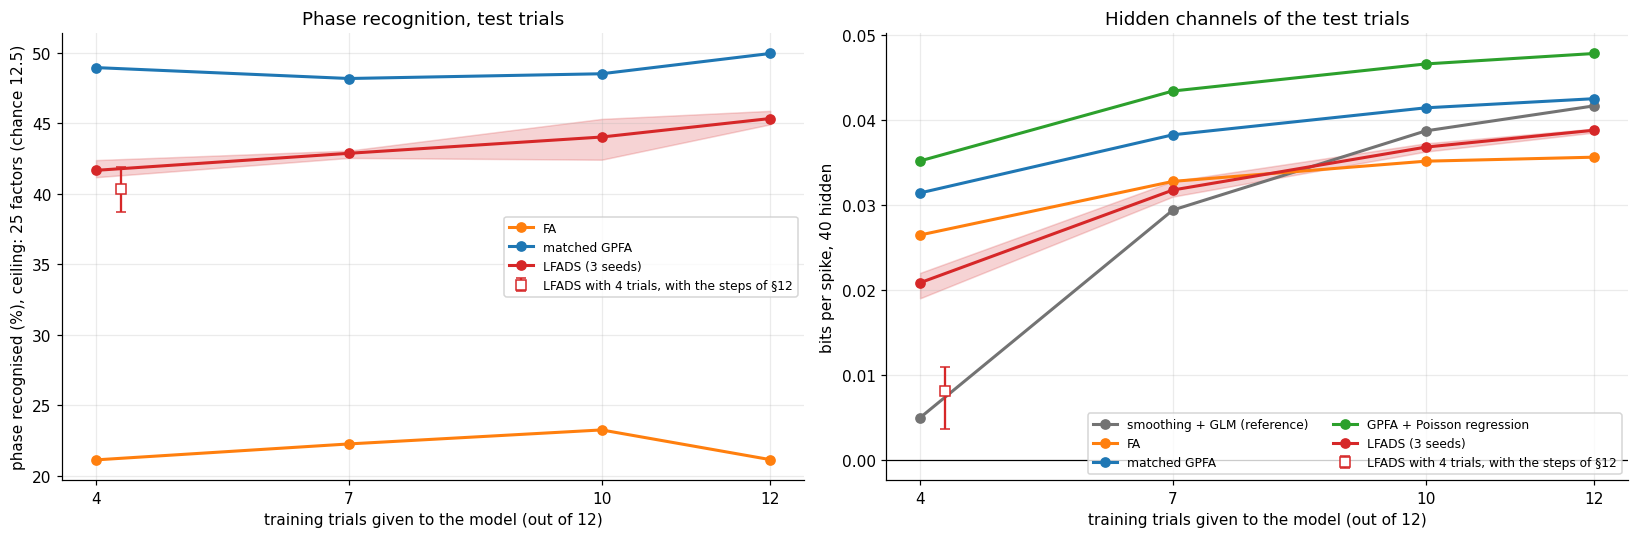 Phase recognition, test trials
phase recognised (%), ceiling: 25 factors (chance 12.5)
50
45
40
35
30
25
20
4
7
10
12
training trials given to the model (out of 12)
FA
matched GPFA
LFADS (3 seeds)
LFADS with 4 trials, with the steps of §12
Hidden channels of the test trials
bits per spike, 40 hidden
0.05
0.04
0.03
0.02
0.01
0.00
4
7
10
12
training trials given to the model (out of 12)
smoothing + GLM (reference)
FA
matched GPFA
GPFA + Poisson regression
LFADS (3 seeds)
LFADS with 4 trials, with the steps of §12